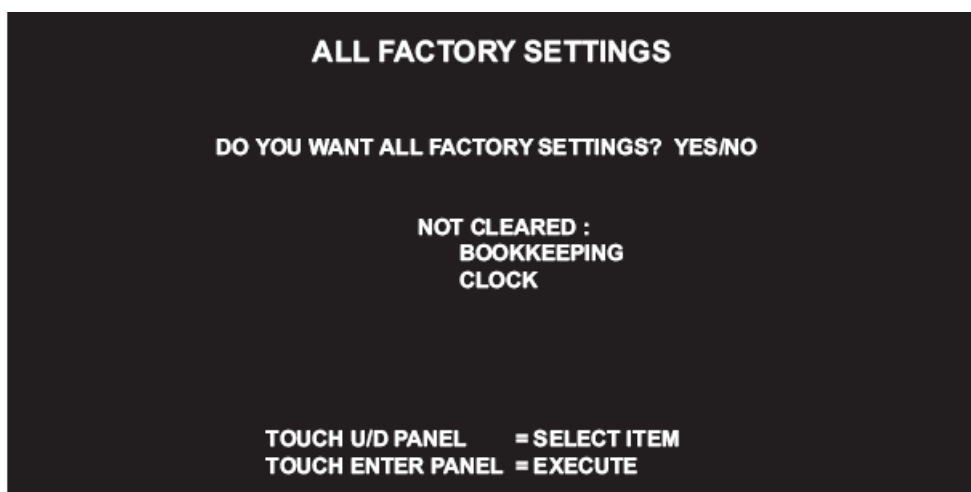 ALL FACTORY SETTINGS
DO YOU WANT ALL FACTORY SETTINGS? YES/NO
NOT CLEARED :
BOOKKEEPING
CLOCK
TOUCH U/D PANEL = SELECT ITEM
TOUCH ENTER PANEL = EXECUTE